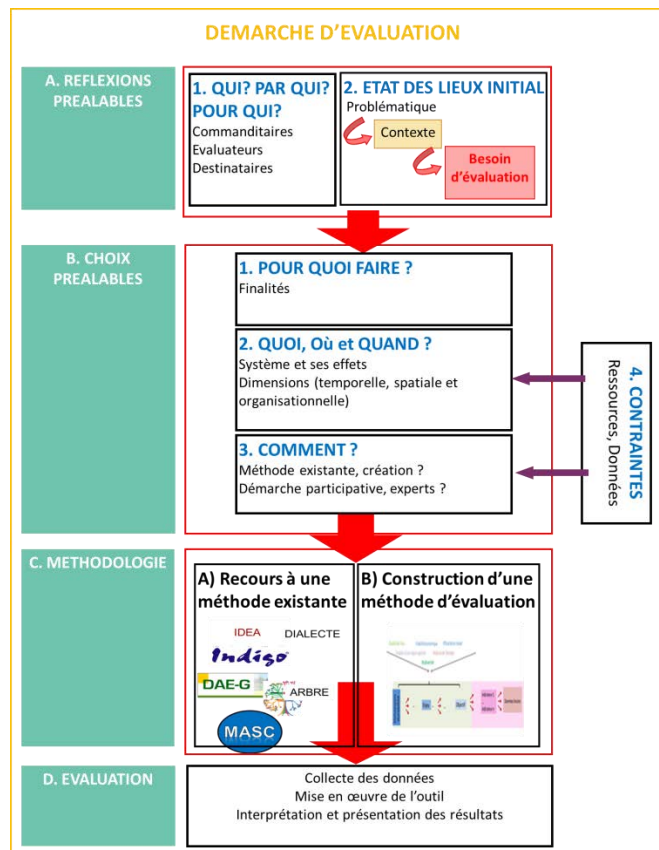 DEMARCHE D'EVALUATION
A. REFLEXIONS
PREALABLES
1. QUI? PAR QUI?
POUR QUI?
Commanditaires
Evaluateurs
Destinataires
2. ETAT DES LIEUX INITIAL
Problématique
Contexte
Besoin
d'évaluation
B. CHOIX
PREALABLES
1. POUR QUOI FAIRE ?
Finalités
2. QUOI, Où et QUAND ?
Système et ses effets
Dimensions (temporelle, spatiale et
organisationnelle)
3. COMMENT ?
Méthode existante, création ?
Démarche participative, experts ?
4. CONTRAINTES
Ressources, Données
C. METHODOLOGIE
A) Recours à une
méthode existante
IDEA
DIALECTE
Indigo
DAE-G
ARBRE
MASC
B) Construction d'une
méthode d'évaluation
D. EVALUATION
Collecte des données
Mise en œuvre de l'outil
Interprétation et présentation des résultats